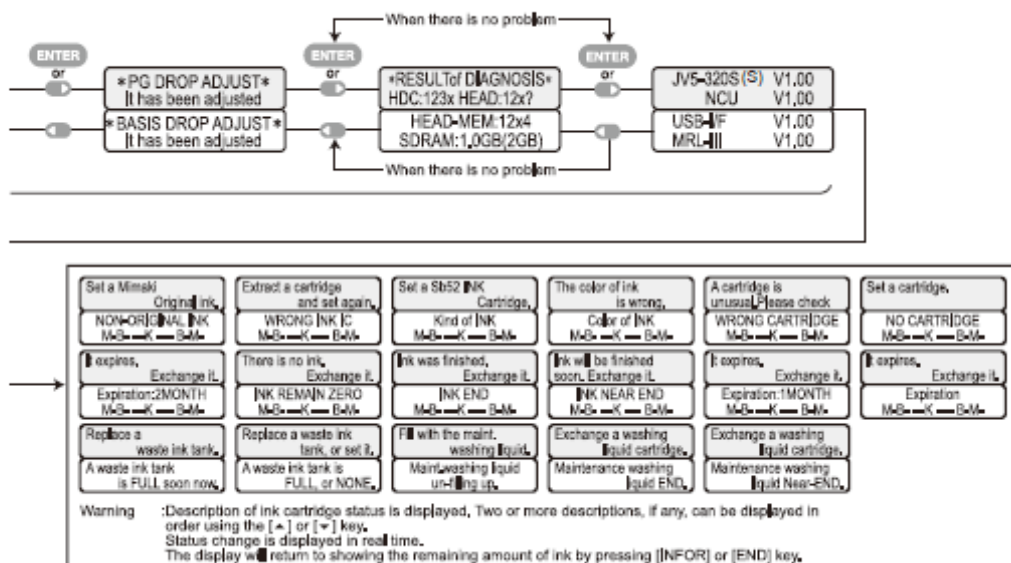 When there is no problem
ENTER
ENTER
ENTER
or
or
or
*PG DROP ADJUST*
It has been adjusted
*BASIS DROP ADJUST*
It has been adjusted
*RESULTof DIAGNOSIS*
HDC:123x HEAD:12x?
HEAD-MEM:12x4
SDRAM:1.0GB(2GB)
JV5-320S(S) V1.00
NCU V1.00
USB-I/F V1.00
MRL-III V1.00
When there is no problem
Set a Mimaki
Original ink.
NON-ORIGINAL INK
M-B-—K — B-M-
Extract a cartridge
and set again.
WRONG INK IC
M-B-—K — B-M-
Set a Sb52 INK
Cartridge.
Kind of INK
M-B-—K — B-M-
The color of ink
is wrong.
Color of INK
M-B-—K — B-M-
A cartridge is
unusual.Please check
WRONG CARTRIDGE
M-B-—K — B-M-
Set a cartridge.
NO CARTRIDGE
M-B-—K — B-M-
It expires.
Exchange it.
Expiration:2MONTH
M-B-—K — B-M-
There is no ink.
Exchange it.
INK REMAIN ZERO
M-B-—K — B-M-
Ink was finished,
Exchange it.
INK END
M-B-—K — B-M-
Ink will be finished
soon. Exchange it.
INK NEAR END
M-B-—K — B-M-
It expires.
Exchange it.
Expiration:1MONTH
M-B-—K — B-M-
It expires.
Exchange it.
Expiration
M-B-—K — B-M-
Replace a
waste ink tank.
A waste ink tank
is FULL soon now.
Replace a waste ink
tank, or set it.
A waste ink tank is
FULL, or NONE.
Fill with the maint.
washing liquid.
Maint.washing liquid
un-filling up.
Exchange a washing
liquid cartridge.
Maintenance washing
liquid END.
Exchange a washing
liquid cartridge.
Maintenance washing
liquid Near-END.
Warning :Description of ink cartridge status is displayed, Two or more descriptions, if any, can be displayed in
order using the [▲] or [▼] key.
Status change is displayed in real time.
The display will return to showing the remaining amount of ink by pressing [INFOR] or [END] key.